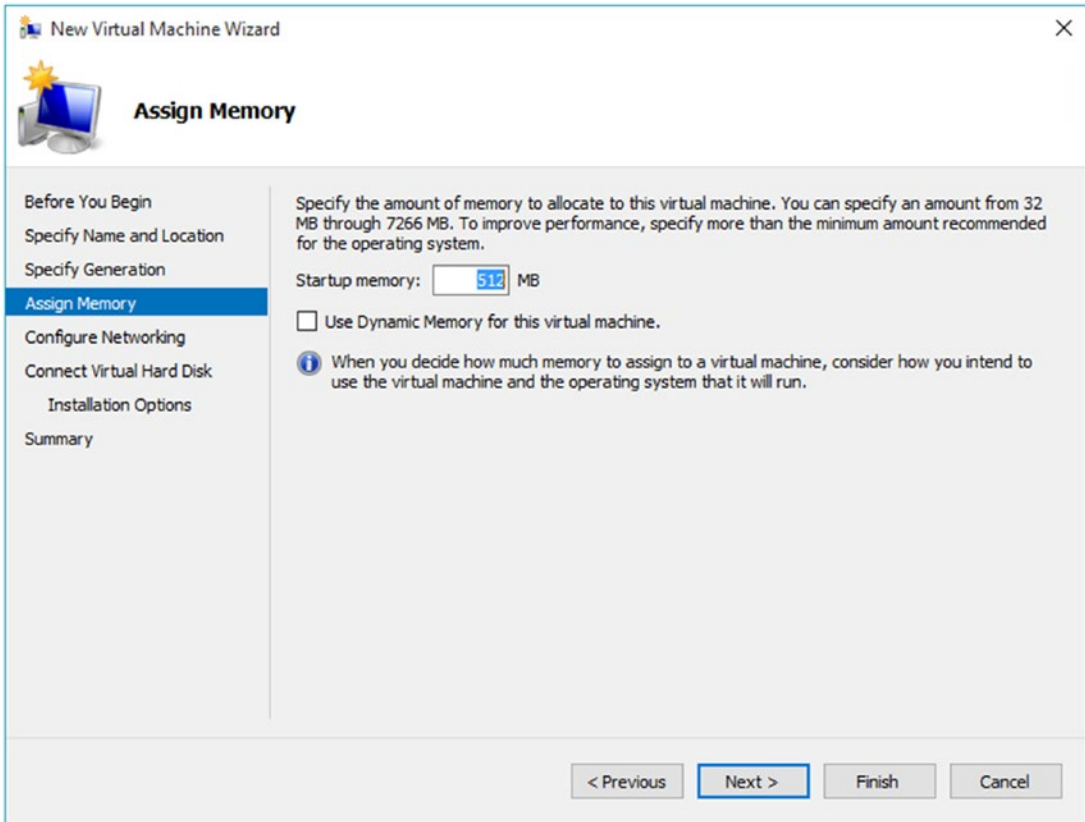 New Virtual Machine Wizard
Assign Memory
Before You Begin
Specify Name and Location
Specify Generation
Assign Memory
Configure Networking
Connect Virtual Hard Disk
Installation Options
Summary
Specify the amount of memory to allocate to this virtual machine. You can specify an amount from 32
MB through 7266 MB. To improve performance, specify more than the minimum amount recommended
for the operating system.
Startup memory: 512 MB
Use Dynamic Memory for this virtual machine.
When you decide how much memory to assign to a virtual machine, consider how you intend to
use the virtual machine and the operating system that it will run.
< Previous Next > Finish Cancel